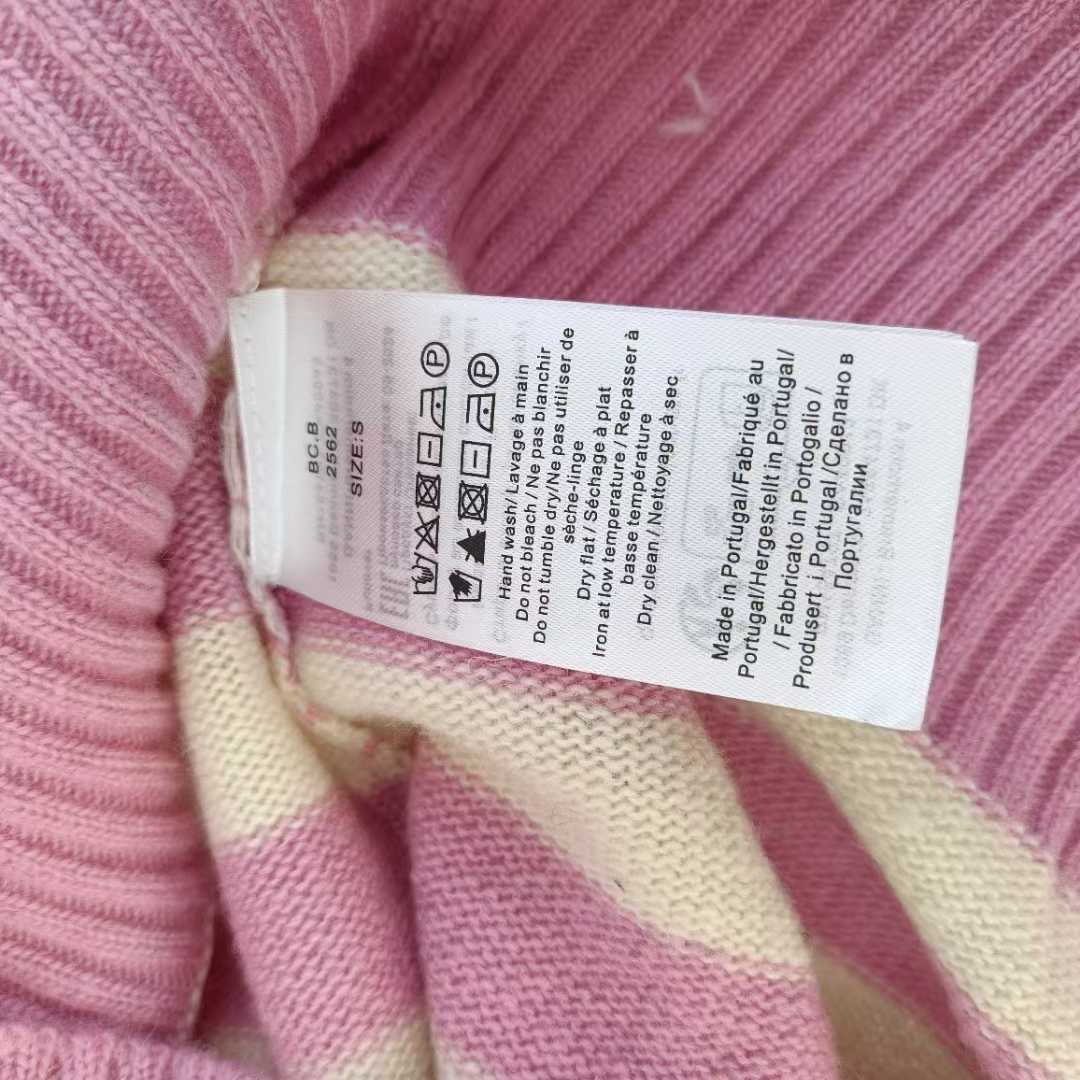 BC.B
2562
SIZE:S
P
P
Hand wash/ Lavage à main
Do not bleach / Ne pas blanchir
Do not tumble dry/Ne pas utiliser de
sèche-linge
Dry flat / Séchage à plat
Iron at low temperature / Repasser à
basse température
Dry clean / Nettoyage à sec
Made in Portugal/Fabriqué au
Portugal/Hergestellt in Portugal/
/ Fabbricato in Portogalio /
Produsert i Portugal /Сделано в
Португалии